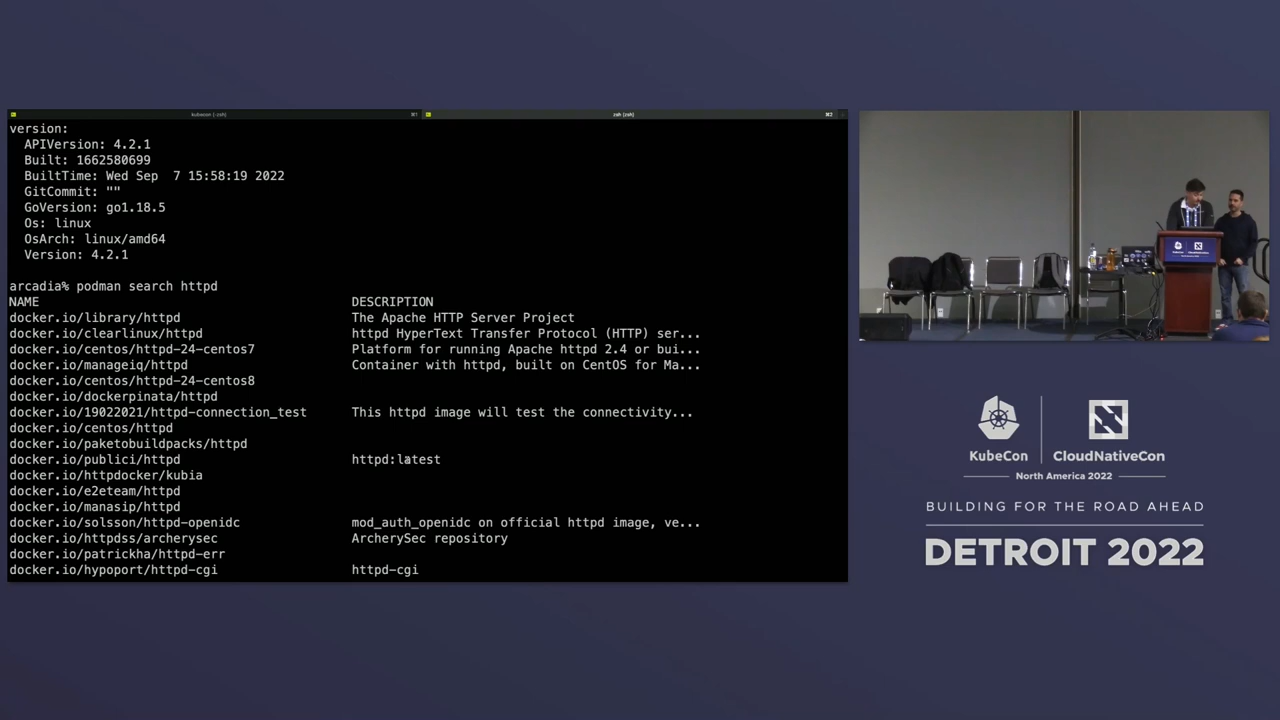 kubecon (-zsh)
⌘1
zsh (zsh)
⌘2
version:
APIVersion: 4.2.1
Built: 1662580699
BuiltTime: Wed Sep  7 15:58:19 2022
GitCommit: ""
GoVersion: go1.18.5
Os: linux
OsArch: linux/amd64
Version: 4.2.1
arcadia% podman search httpd
NAME DESCRIPTION
docker.io/library/httpd The Apache HTTP Server Project
docker.io/clearlinux/httpd httpd HyperText Transfer Protocol (HTTP) ser...
docker.io/centos/httpd-24-centos7 Platform for running Apache httpd 2.4 or bui...
docker.io/manageiq/httpd Container with httpd, built on CentOS for Ma...
docker.io/centos/httpd-24-centos8
docker.io/dockerpinata/httpd
docker.io/19022021/httpd-connection_test This httpd image will test the connectivity...
docker.io/centos/httpd
docker.io/paketobuildpacks/httpd
docker.io/publici/httpd httpd:latest
docker.io/httpdocker/kubia
docker.io/e2eteam/httpd
docker.io/manasip/httpd
docker.io/solsson/httpd-openidc mod_auth_openidc on official httpd image, ve...
docker.io/httpdss/archerysec ArcherySec repository
docker.io/patrickha/httpd-err
docker.io/hypoport/httpd-cgi httpd-cgi
KubeCon CloudNativeCon
North America 2022
BUILDING FOR THE ROAD AHEAD
DETROIT 2022